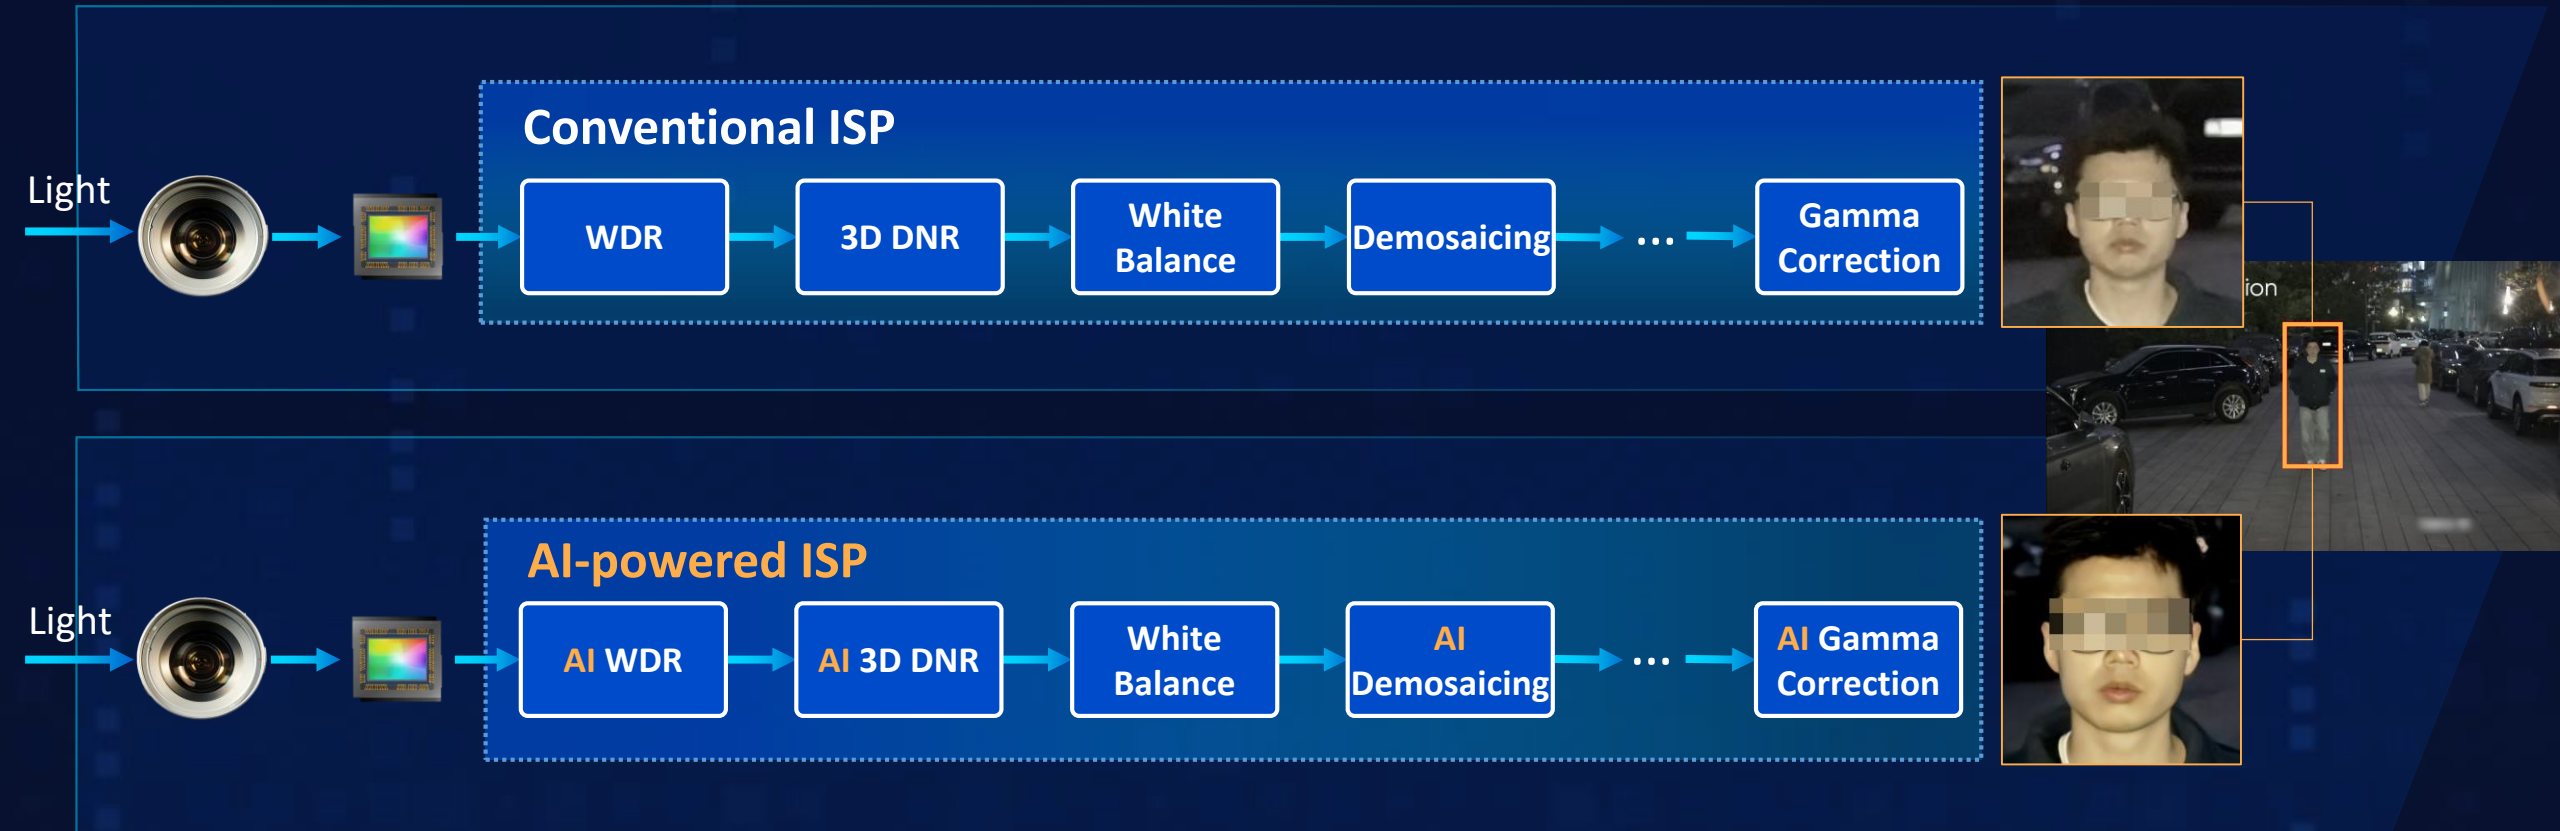 Conventional ISP
Light
WDR
3D DNR
White
Balance
Demosaicing
...
Gamma
Correction
ion
AI-powered ISP
Light
AI WDR
AI 3D DNR
White
Balance
AI
Demosaicing
...
AI Gamma
Correction